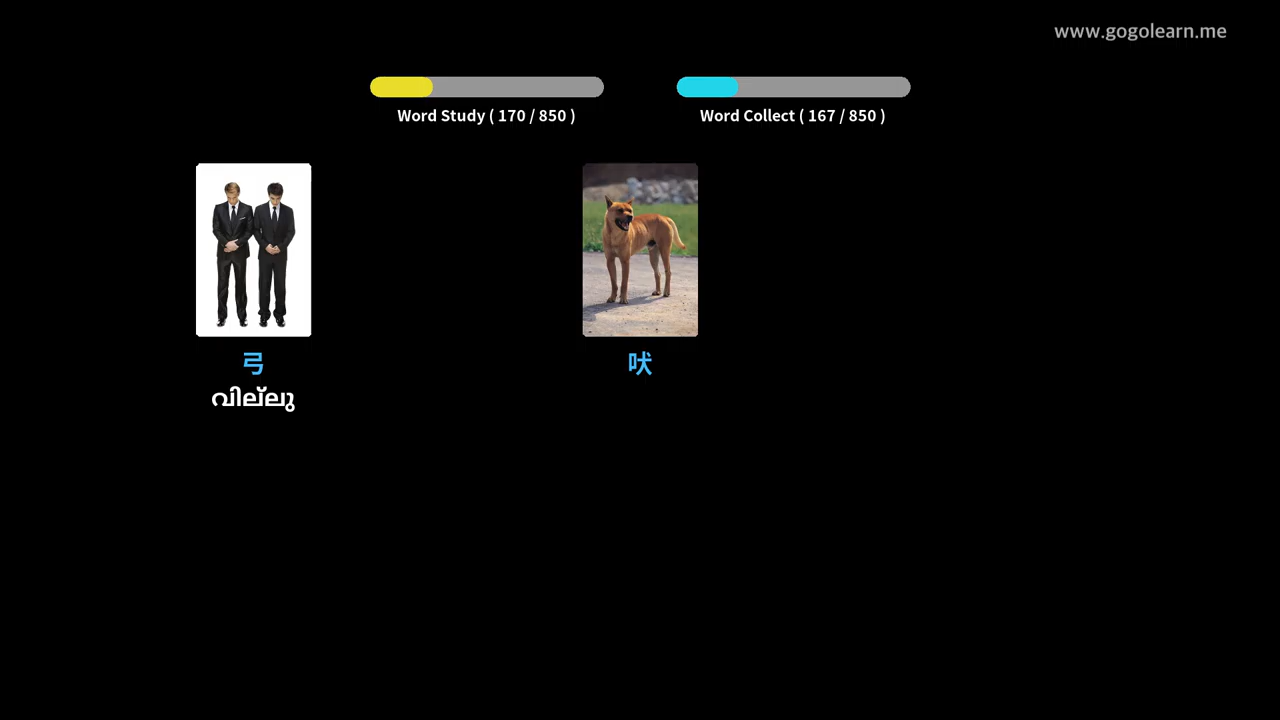 www.gogolearn.me
Word Study ( 170 / 850 )
Word Collect ( 167 / 850 )
弓
吠
വില്ലു